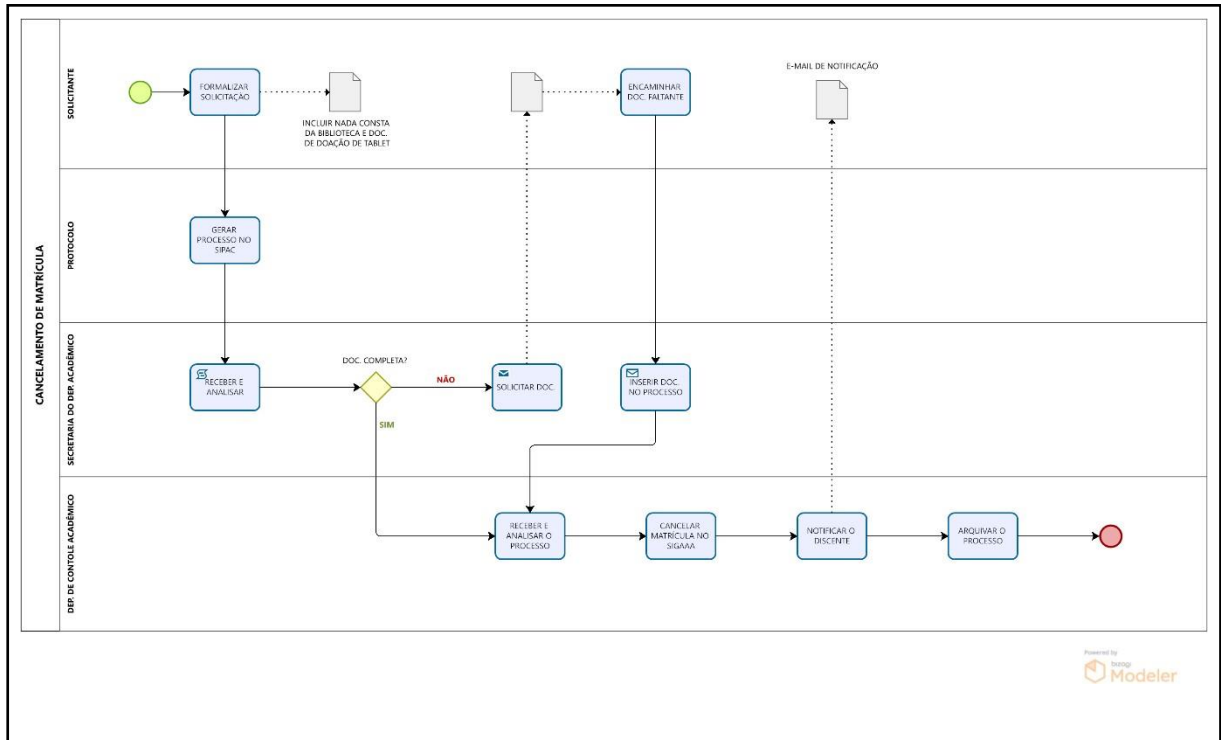 CANCELAMENTO DE MATRÍCULA
SOLICITANTE
FORMALIZAR
SOLICITAÇÃO
INCLUIR NADA CONSTA
DA BIBLIOTECA E DOC.
DE DOAÇÃO DE TABLET
ENCAMINHAR
DOC. FALTANTE
E-MAIL DE NOTIFICAÇÃO
PROTOCOLO
GERAR
PROCESSO NO
SIPAC
SECRETARIA DO DEP. ACADÊMICO
RECEBER E
ANALISAR
DOC. COMPLETA?
NÃO
SIM
SOLICITAR DOC.
INSERIR DOC.
NO PROCESSO
DEP. DE CONTOLE ACADÊMICO
RECEBER E
ANALISAR O
PROCESSO
CANCELAR
MATRÍCULA NO
SIGAAA
NOTIFICAR O
DISCENTE
ARQUIVAR O
PROCESSO
Powered by
bizagi
Modeler